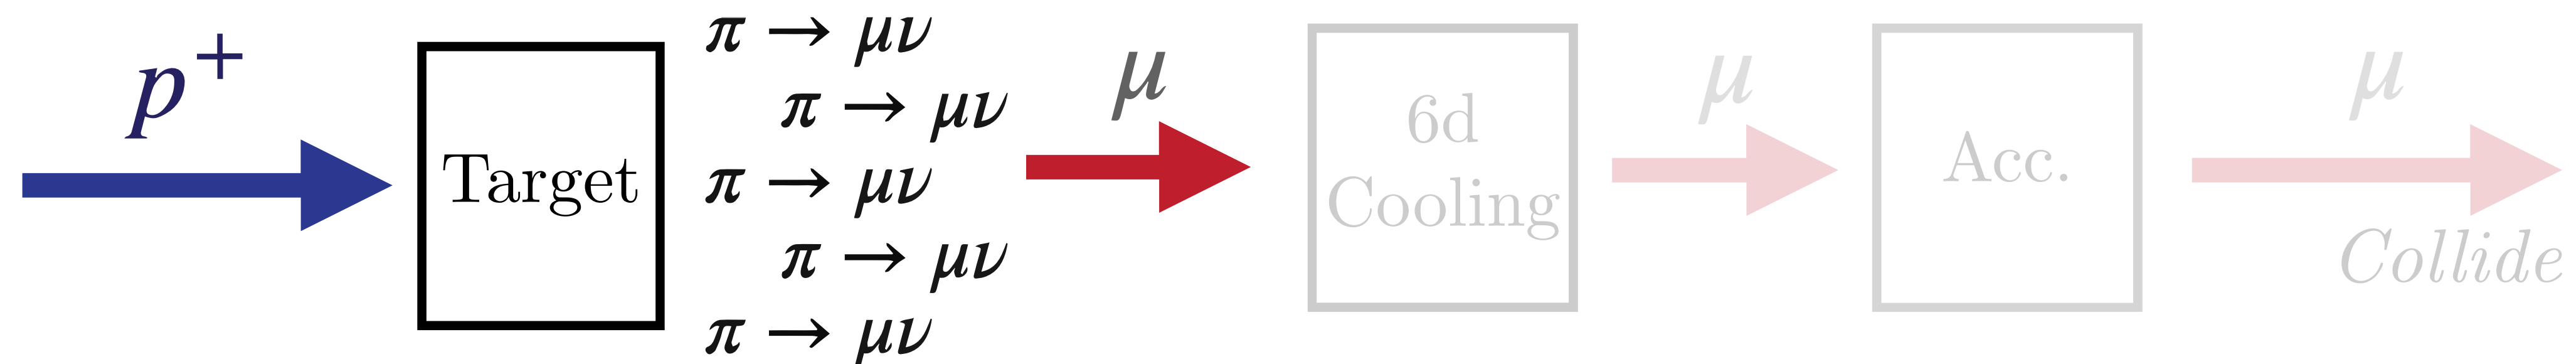 p⁺
Target
π → μν
π → μν
π → μν
π → μν
π → μν
μ
6d
Cooling
μ
Acc.
μ
Collide